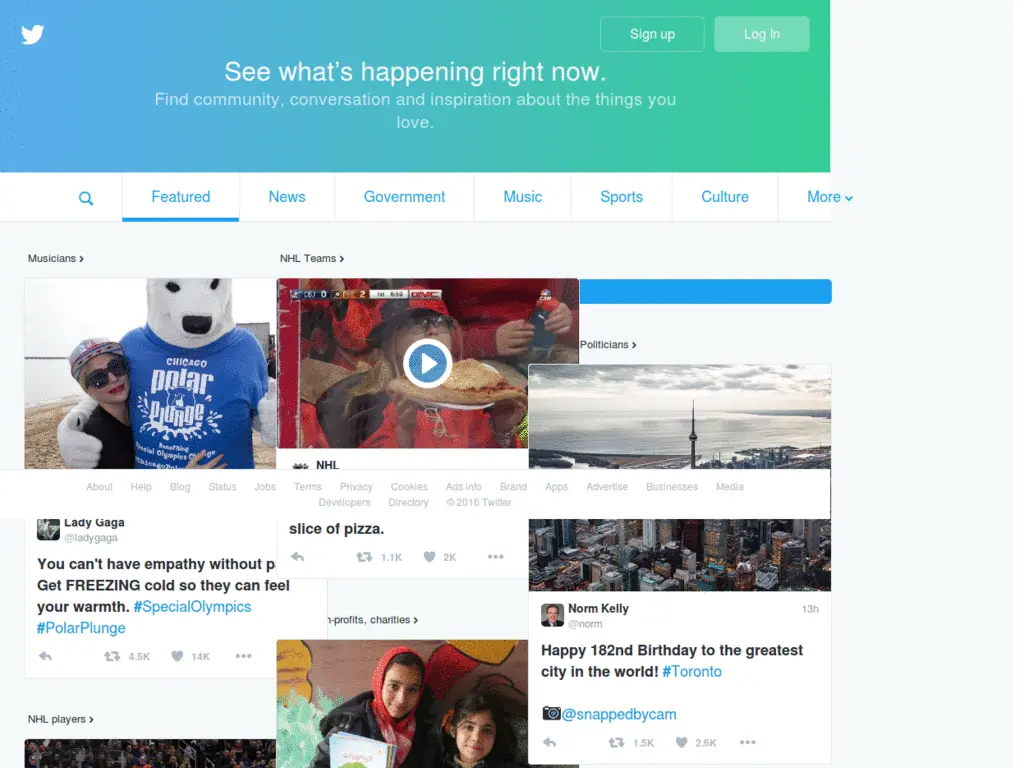 Sign up
Log In
See what's happening right now.
Find community, conversation and inspiration about the things you
love.
Featured
News
Government
Music
Sports
Culture
More
Musicians
NHL Teams
Politicians
CHICAGO
polar
Plunge
Special Olympics
NHL
About Help Blog Status Jobs Terms Privacy Cookies Ads info Brand Apps Advertise Businesses Media
Developers Directory © 2016 Twitter
Lady Gaga
@ladygaga
You can't have empathy without
Get FREEZING cold so they can feel
your warmth. #SpecialOlympics
#PolarPlunge
4.5K 14K
slice of pizza.
1.1K 2K
n-profits, charities
Norm Kelly
@norm
13h
Happy 182nd Birthday to the greatest
city in the world! #Toronto
@snappedbycam
1.5K 2.6K
NHL players